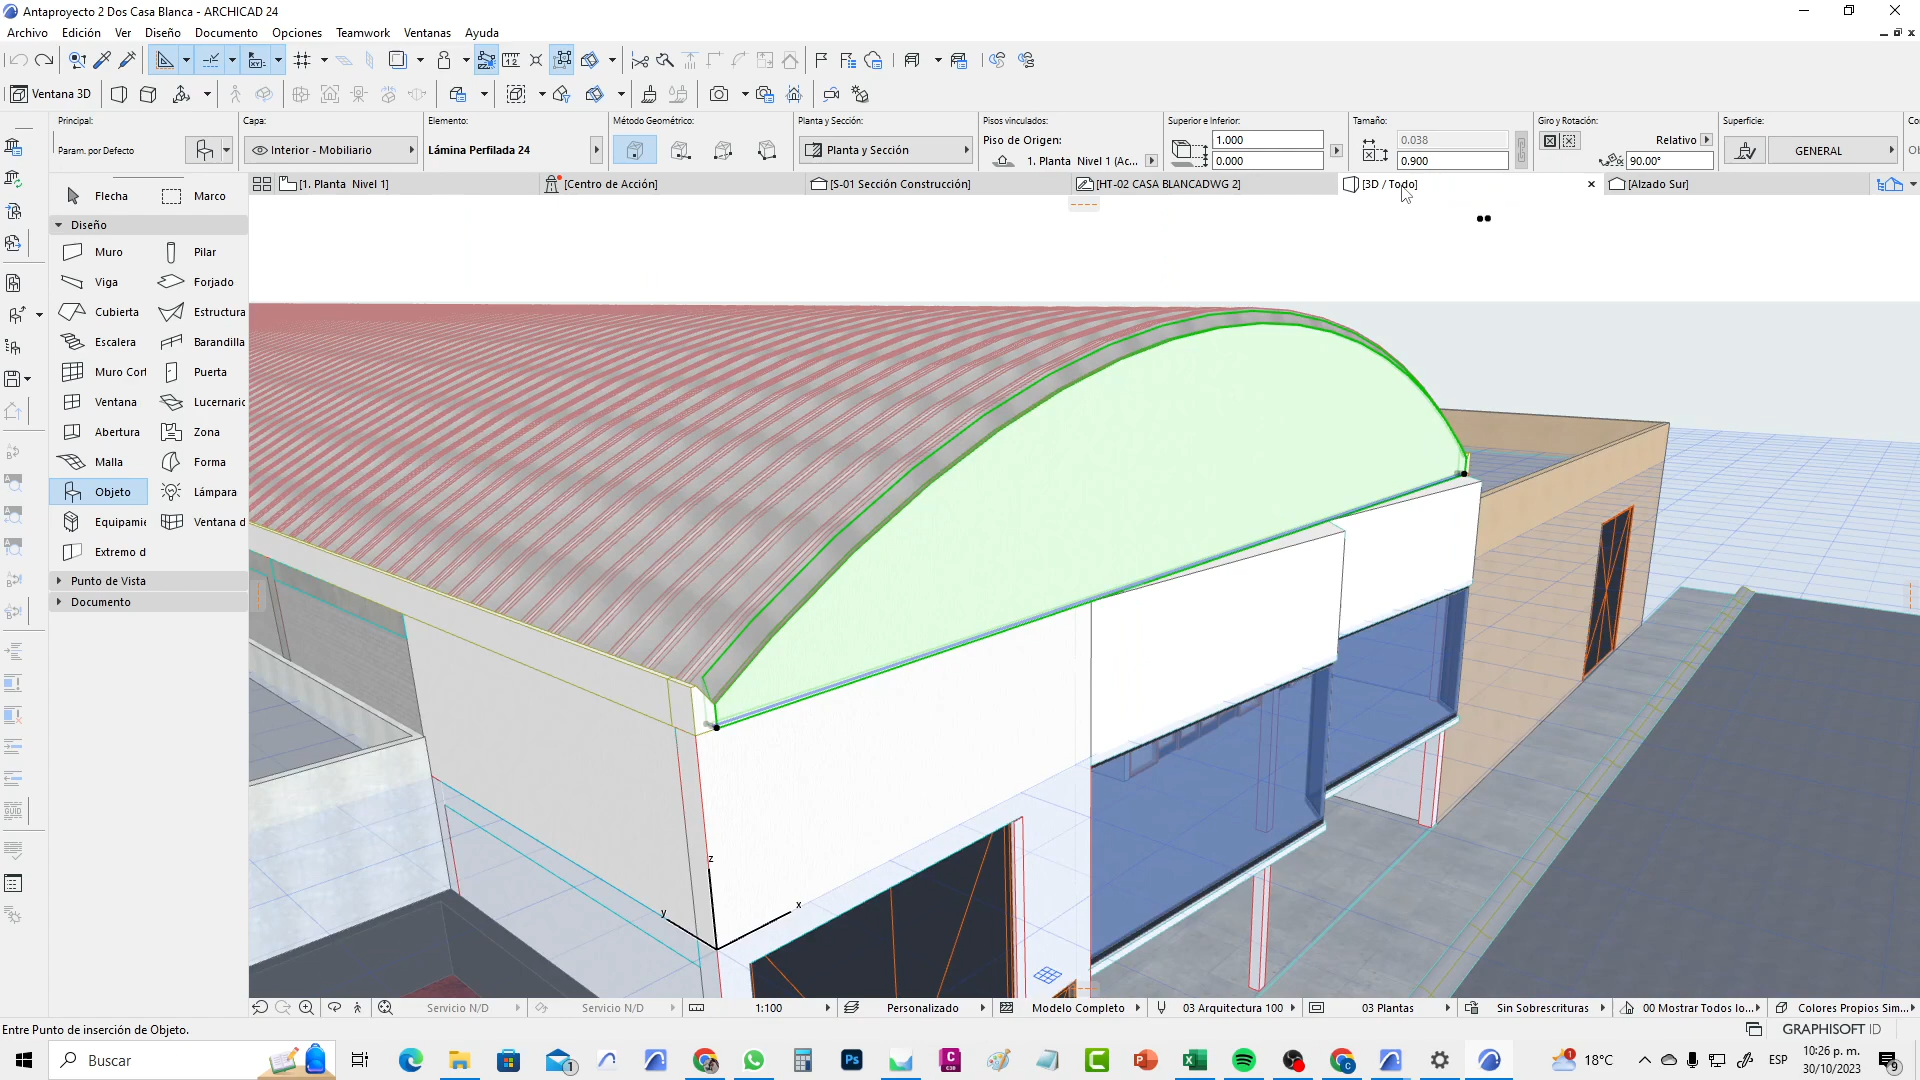 Antaproyecto 2 Dos Casa Blanca - ARCHICAD 24
Archivo Edición Ver Diseño Documento Opciones Teamwork Ventanas Ayuda
Ventana 3D
Principal: Capa: Elemento: Método Geométrico: Planta y Sección: Pisos vinculados: Superior e Inferior: Tamaño: Giro y Rotación: Superficie: Co
Param. por Defecto Interior - Mobiliario Lámina Perfilada 24 Planta y Sección Piso de Origen: 1. Planta Nivel 1 (Ac... 1.000 0.000 0.038 0.900 Relativo 90.00° GENERAL
[1. Planta Nivel 1] [Centro de Acción] [S-01 Sección Construcción] [HT-02 CASA BLANCADWG 2] [3D / Todo] [Alzado Sur]
Flecha Marco
Diseño
Muro Pilar
Viga Forjado
Cubierta Estructura
Escalera Barandilla
Muro Cort Puerta
Ventana Lucernaric
Abertura Zona
Malla Forma
Objeto Lámpara
Equipamie Ventana d
Extremo d
Punto de Vista
Documento
z
y x
Servicio N/D Servicio N/D 1:100 Personalizado Modelo Completo 03 Arquitectura 100 03 Plantas Sin Sobrescrituras 00 Mostrar Todos lo... Colores Propios Sim...
Entre Punto de inserción de Objeto.
GRAPHISOFT ID
Buscar 18°C ESP 10:26 p. m.
30/10/2023